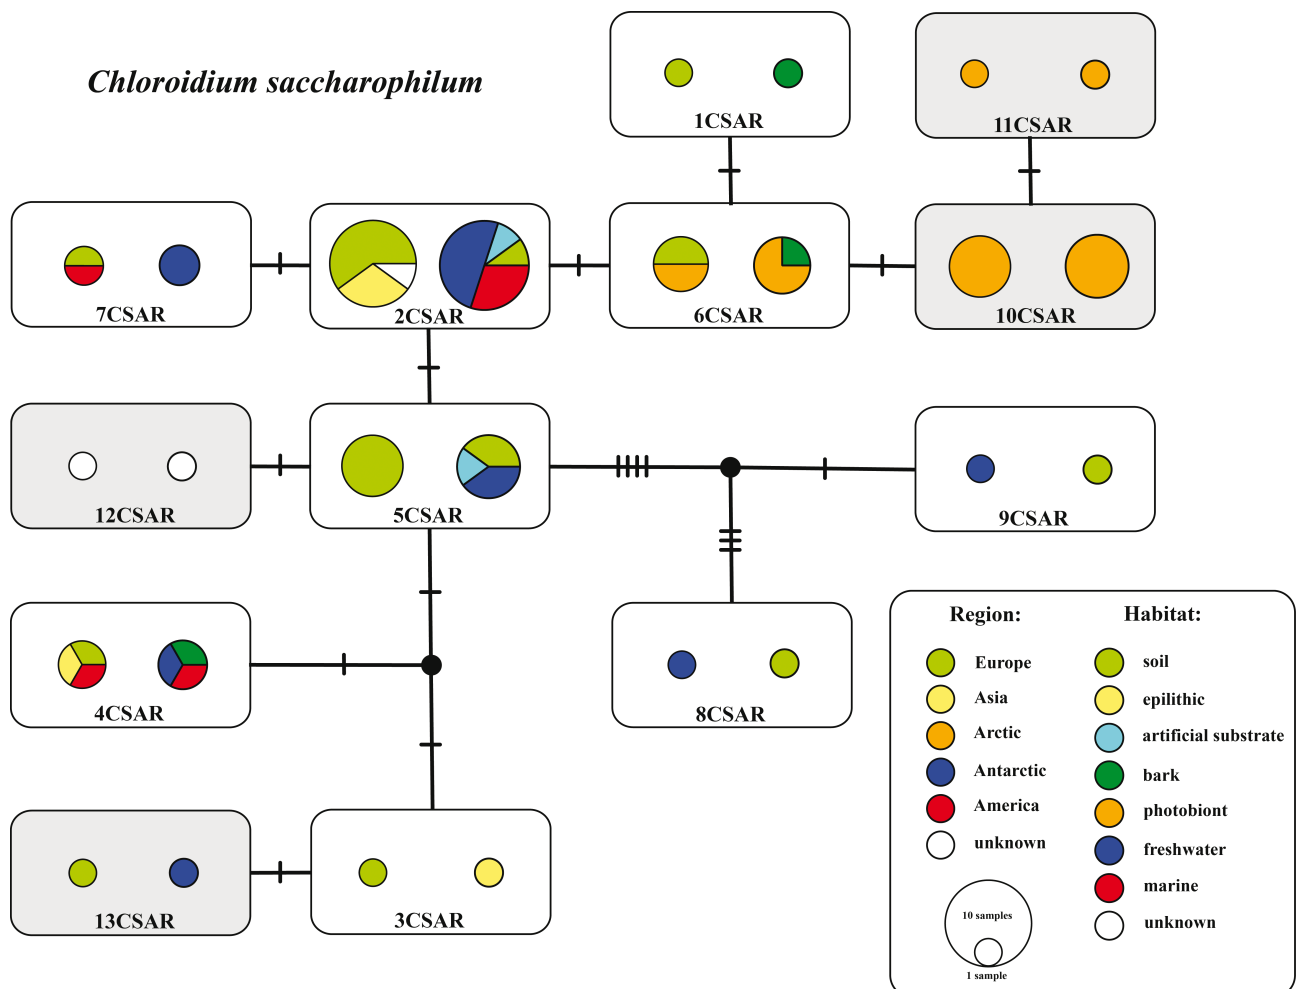 Chloroidium saccharophilum
1CSAR
11CSAR
7CSAR
2CSAR
6CSAR
10CSAR
12CSAR
5CSAR
9CSAR
4CSAR
8CSAR
13CSAR
3CSAR
Region:
Europe
Asia
Arctic
Antarctic
America
unknown
10 samples
1 sample
Habitat:
soil
epilithic
artificial substrate
bark
photobiont
freshwater
marine
unknown